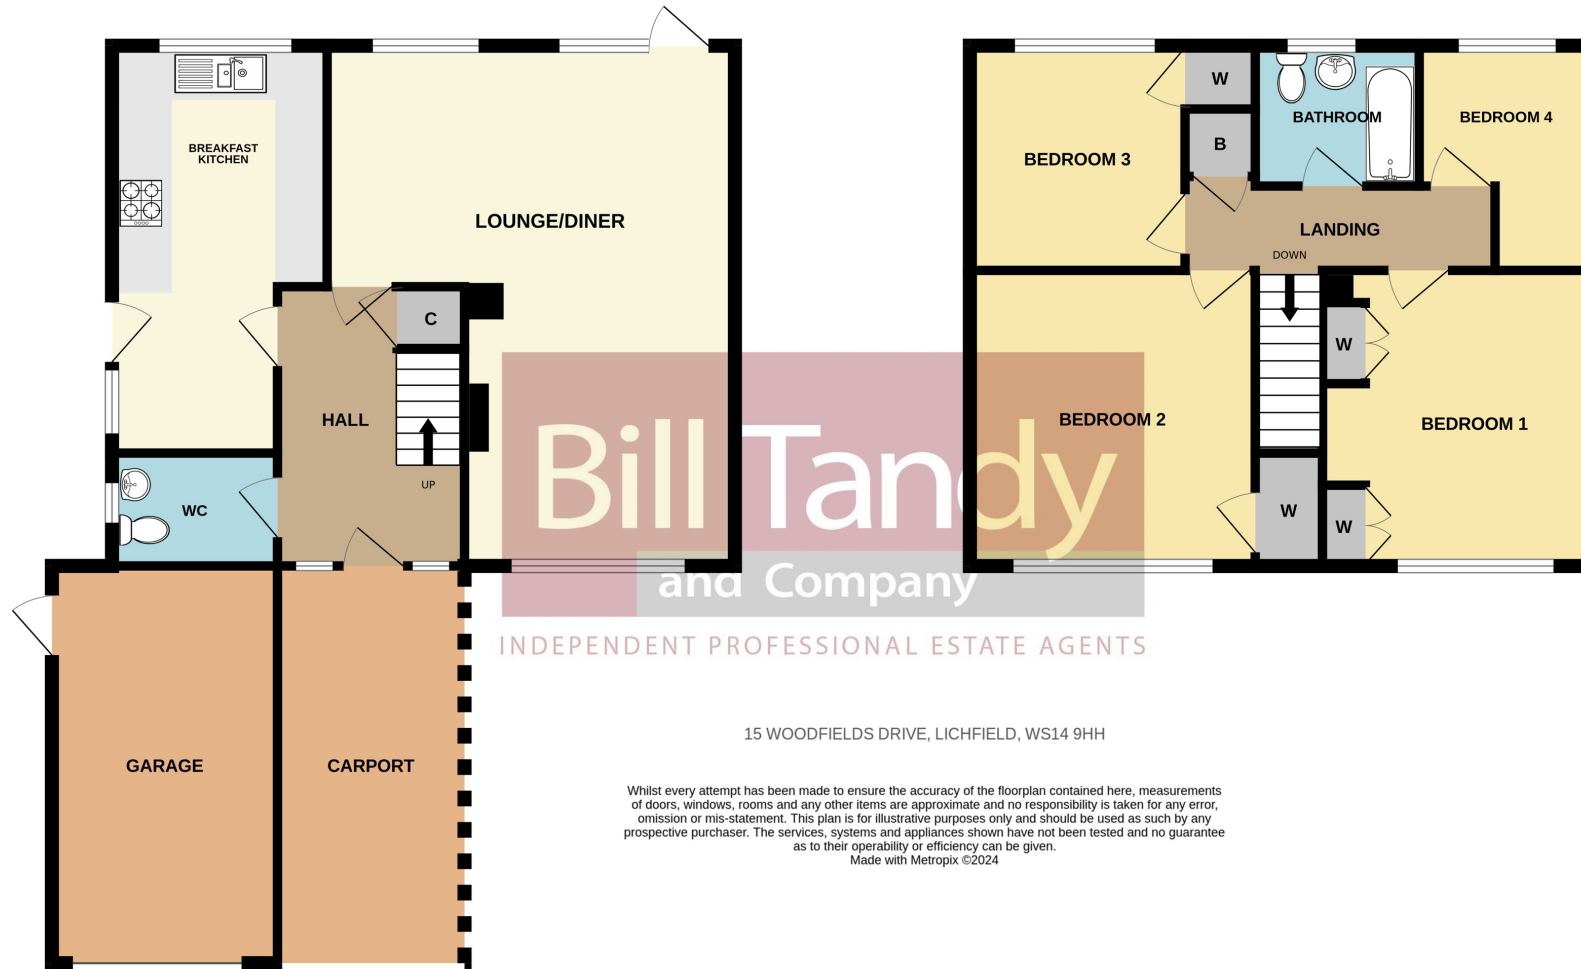 BREAKFAST
KITCHEN
LOUNGE/DINER
HALL
C
UP
WC
GARAGE
CARPORT
BEDROOM 3
W
B
BATHROOM
BEDROOM 4
LANDING
DOWN
BEDROOM 2
W
W
W
BEDROOM 1
Bill Tandy
and Company
INDEPENDENT PROFESSIONAL ESTATE AGENTS
15 WOODFIELDS DRIVE, LICHFIELD, WS14 9HH
Whilst every attempt has been made to ensure the accuracy of the floorplan contained here, measurements
of doors, windows, rooms and any other items are approximate and no responsibility is taken for any error,
omission or mis-statement. This plan is for illustrative purposes only and should be used as such by any
prospective purchaser. The services, systems and appliances shown have not been tested and no guarantee
as to their operability or efficiency can be given.
Made with Metropix ©2024